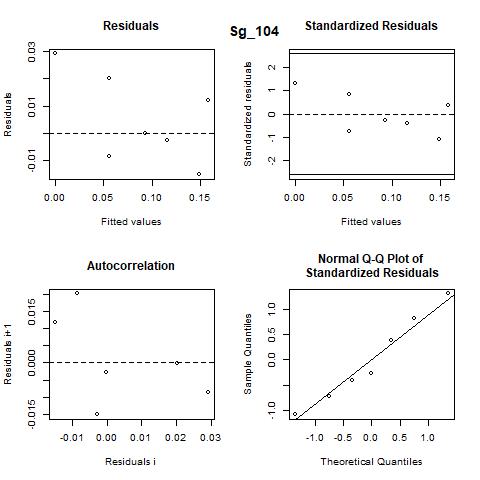 Sg_104
Residuals
Residuals
0.03
0.01
-0.01
0.00
0.05
0.10
0.15
Fitted values
Standardized Residuals
Standardized residuals
2
1
0
-1
-2
0.00
0.05
0.10
0.15
Fitted values
Autocorrelation
Residuals i+1
0.015
0.000
-0.015
-0.01
0.00
0.01
0.02
0.03
Residuals i
Normal Q-Q Plot of
Standardized Residuals
Sample Quantiles
1.0
0.5
0.0
-1.0
-1.0
0.0
0.5
1.0
Theoretical Quantiles